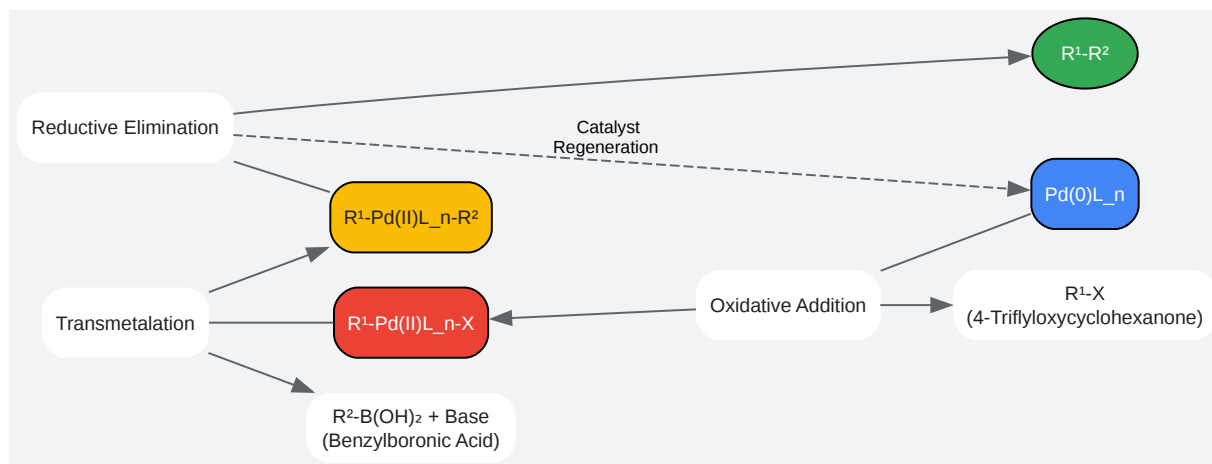 R¹-R²
Reductive Elimination
Catalyst
Regeneration
Pd(0)L_n
R¹-Pd(II)L_n-R²
Transmetalation
R¹-Pd(II)L_n-X
Oxidative Addition
R¹-X
(4-Triflyloxycyclohexanone)
R²-B(OH)₂ + Base
(Benzylboronic Acid)